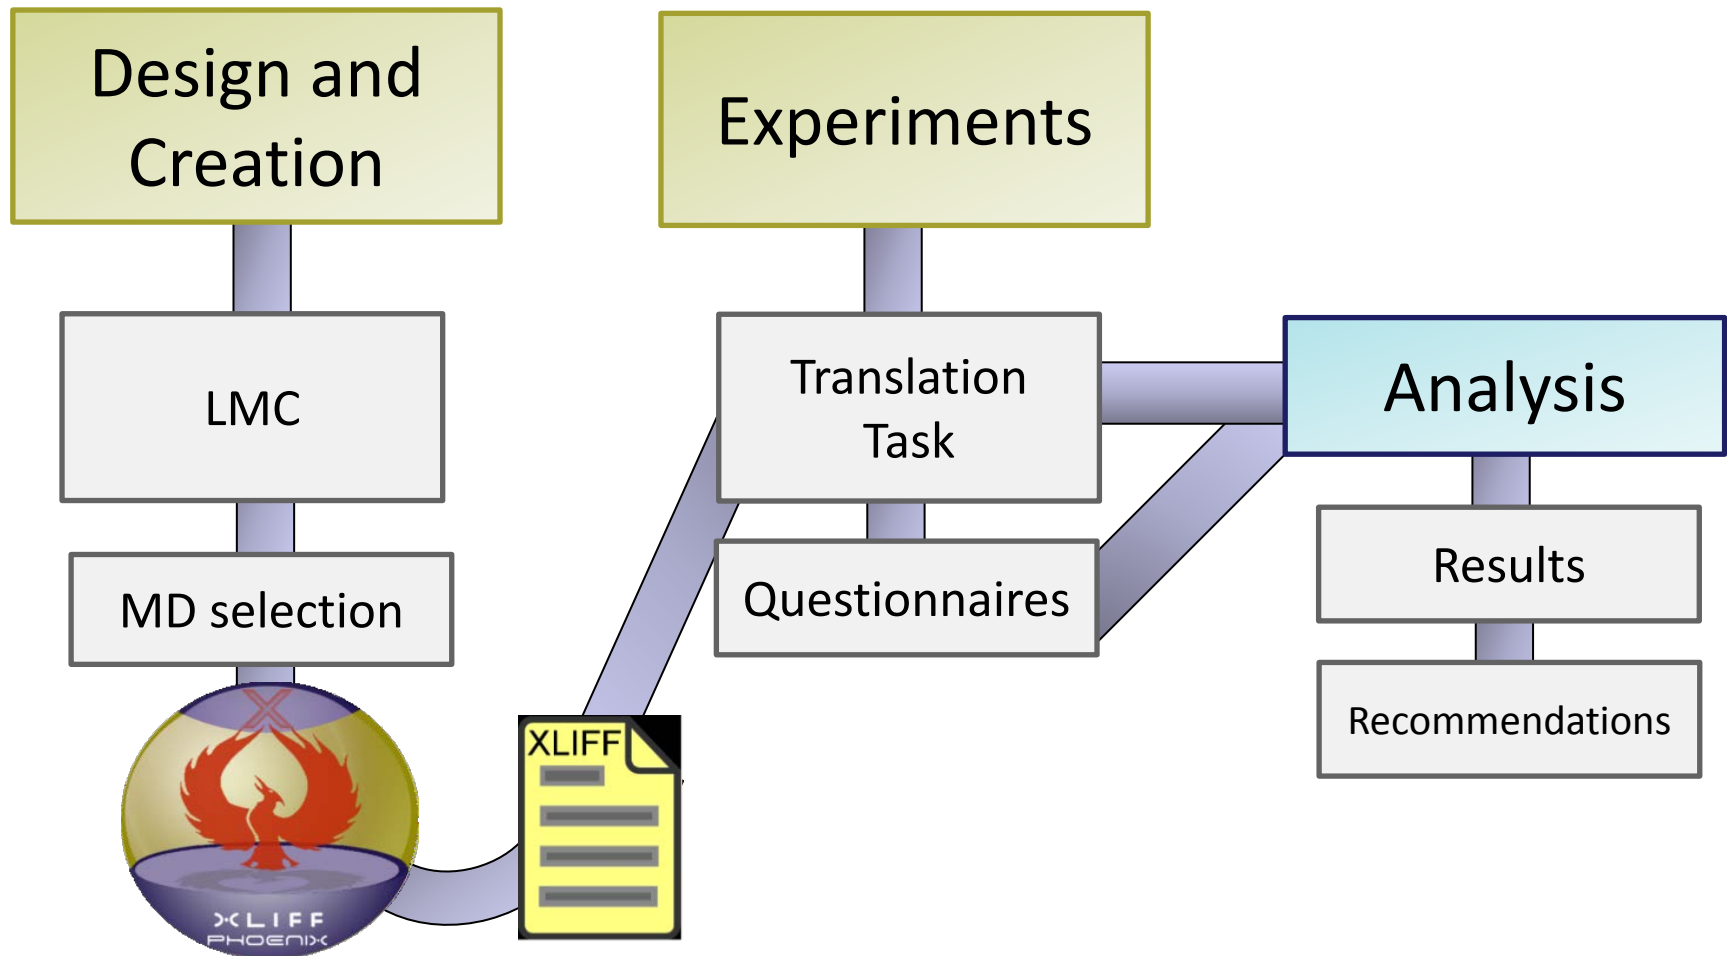 Design and
Creation
LMC
MD selection
XLIFF
PHOENIX
XLIFF
Experiments
Translation
Task
Questionnaires
Analysis
Results
Recommendations